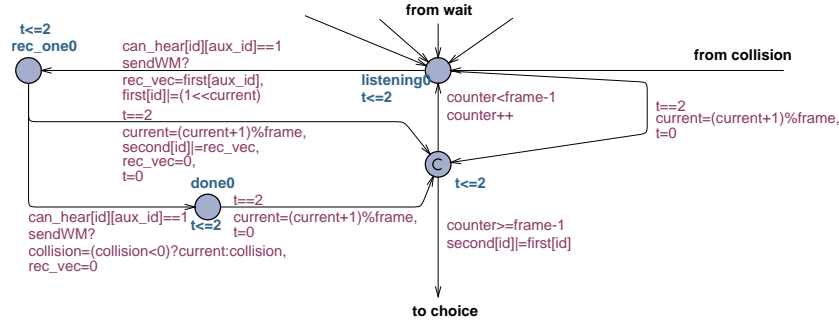 from wait
t<=2
rec_one0
can_hear[id][aux_id]==1
sendWM?
rec_vec=first[aux_id],
first[id]|=(1<<current)
from collision
listening0
t<=2
counter<frame-1
counter++
t==2
current=(current+1)%frame,
t=0
t==2
current=(current+1)%frame,
second[id]|=rec_vec,
rec_vec=0,
t=0
C
t<=2
done0
t<=2
can_hear[id][aux_id]==1
sendWM?
collision=(collision<0)?current:collision,
rec_vec=0
t==2
current=(current+1)%frame,
t=0
counter>=frame-1
second[id]|=first[id]
to choice